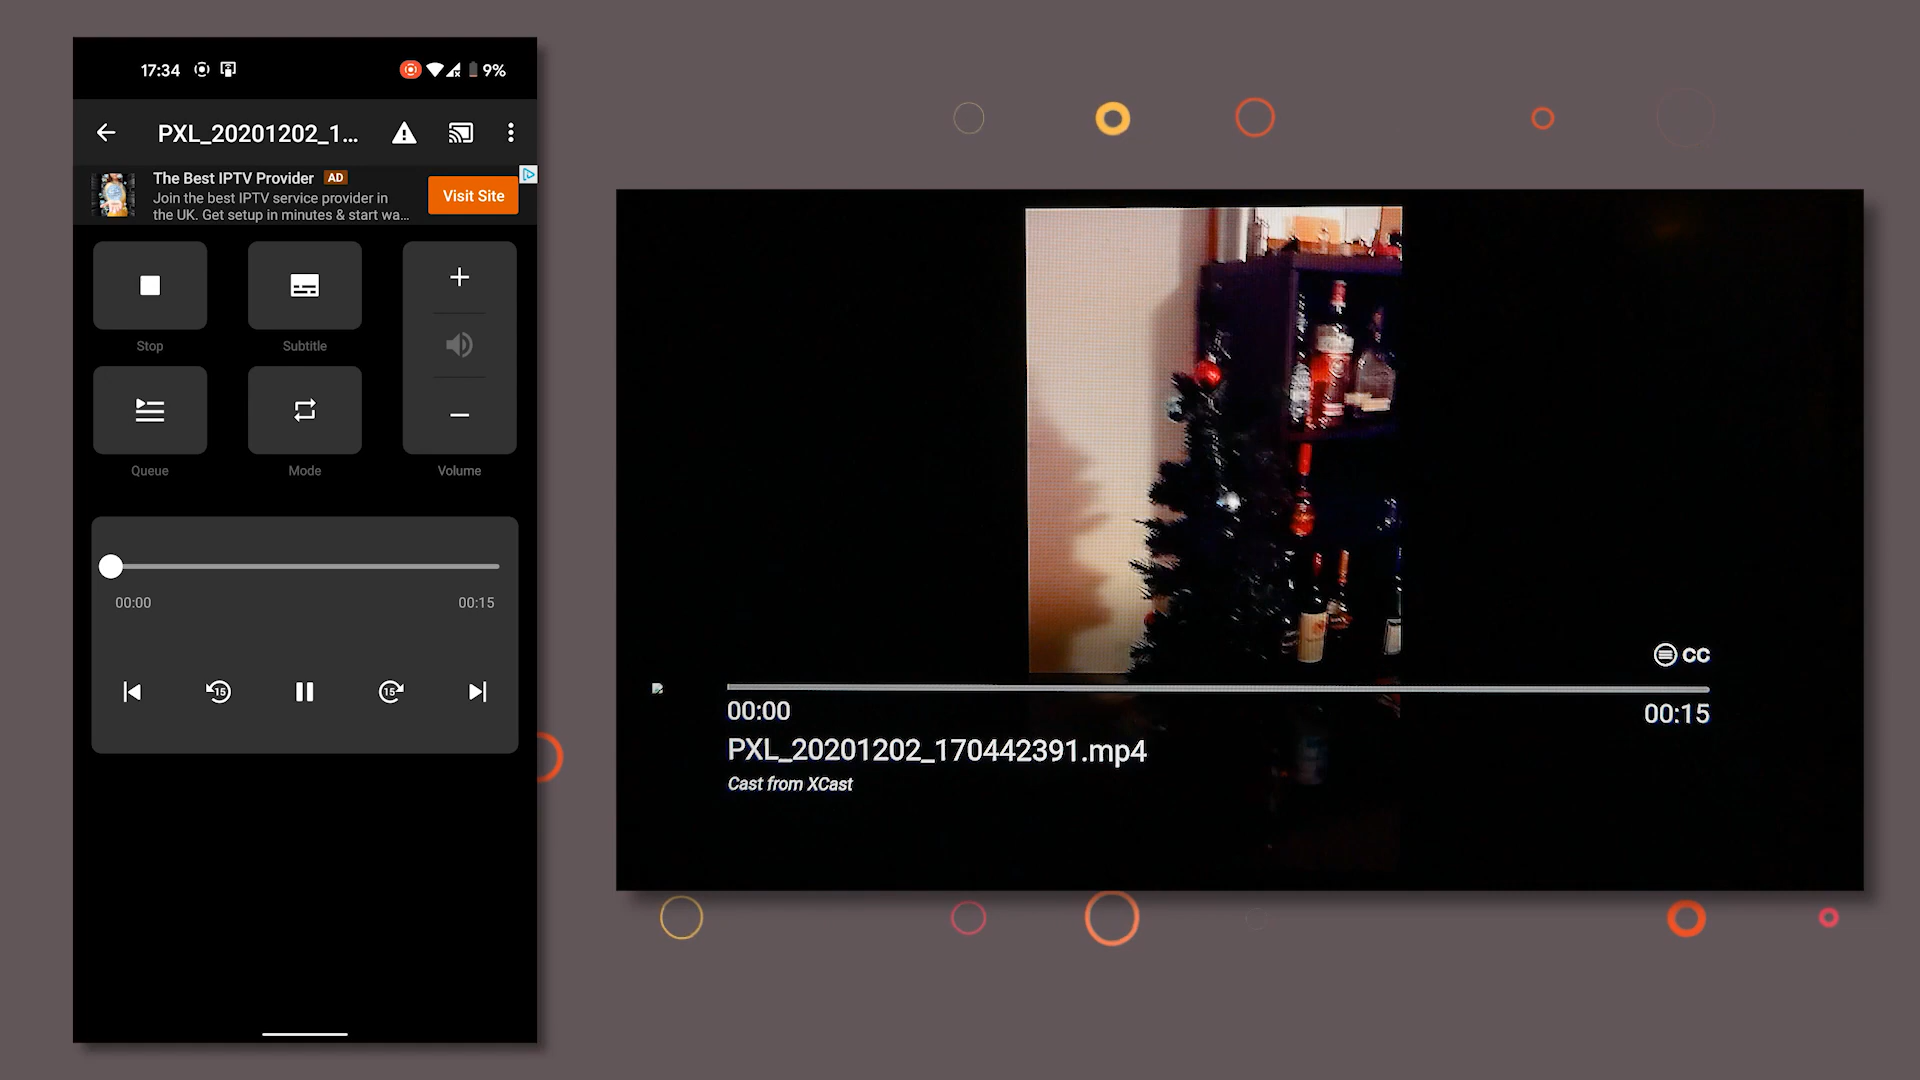 17:34
9%
PXL_20201202_1...
The Best IPTV Provider AD
Join the best IPTV service provider in
the UK. Get setup in minutes & start wa...
Visit Site
Stop
Subtitle
Queue
Mode
Volume
00:00
00:15
15
15
CC
00:00
00:15
PXL_20201202_170442391.mp4
Cast from XCast